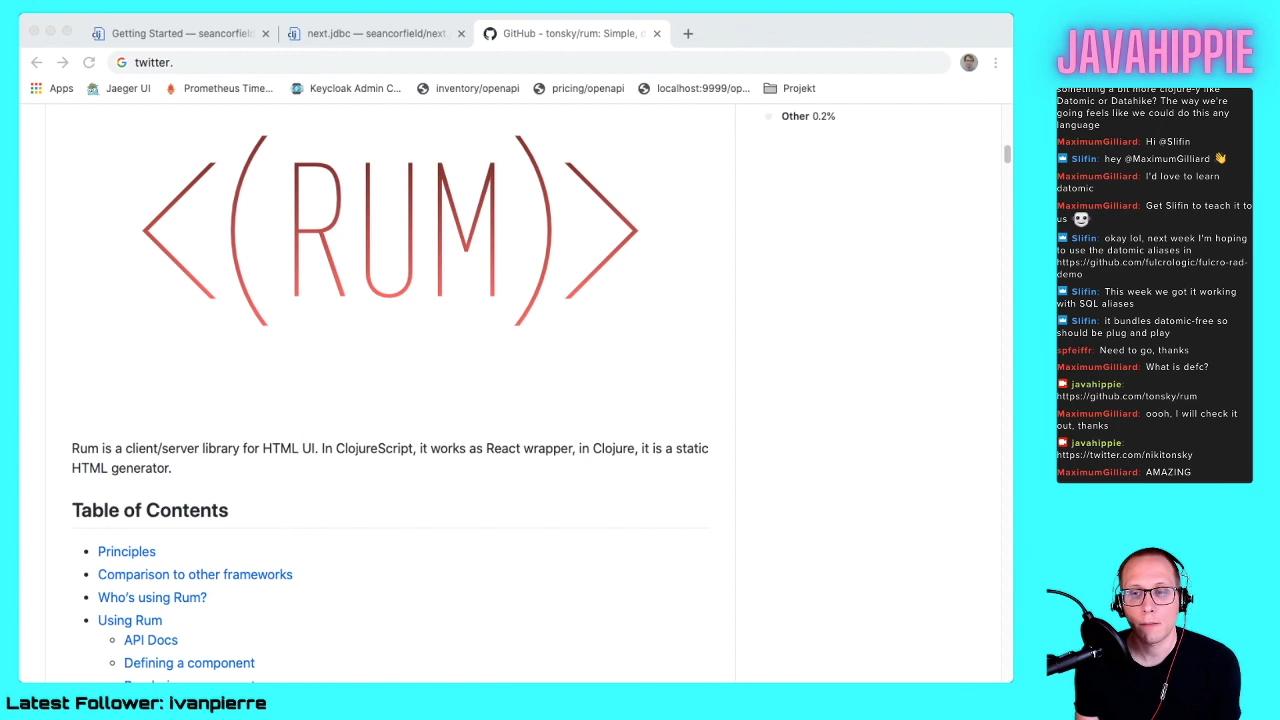 Getting Started — seancorfield
next.jdbc — seancorfield/next
GitHub - tonsky/rum: Simple, d
twitter.
Apps
Jaeger UI
Prometheus Time...
Keycloak Admin C...
inventory/openapi
pricing/openapi
localhost:9999/op...
Projekt
Other 0.2%
<(RUM)>
Rum is a client/server library for HTML UI. In ClojureScript, it works as React wrapper, in Clojure, it is a static
HTML generator.
Table of Contents
Principles
Comparison to other frameworks
Who's using Rum?
Using Rum
API Docs
Defining a component
JAVAHIPPIE
something a bit more clojure-y like
Datomic or Datahike? The way we're
going feels like we could do this any
language
MaximumGilliard: Hi @Slifin
Slifin: hey @MaximumGilliard 👋
MaximumGilliard: I'd love to learn
datomic
MaximumGilliard: Get Slifin to teach it to
us
Slifin: okay lol, next week I'm hoping
to use the datomic aliases in
https://github.com/fulcrologic/fulcro-rad-
demo
Slifin: This week we got it working
with SQL aliases
Slifin: it bundles datomic-free so
should be plug and play
spfeiffr: Need to go, thanks
MaximumGilliard: What is defc?
javahippie:
https://github.com/tonsky/rum
MaximumGilliard: oooh, I will check it
out, thanks
javahippie:
https://twitter.com/nikitonsky
MaximumGilliard: AMAZING
Latest Follower: ivanpierre